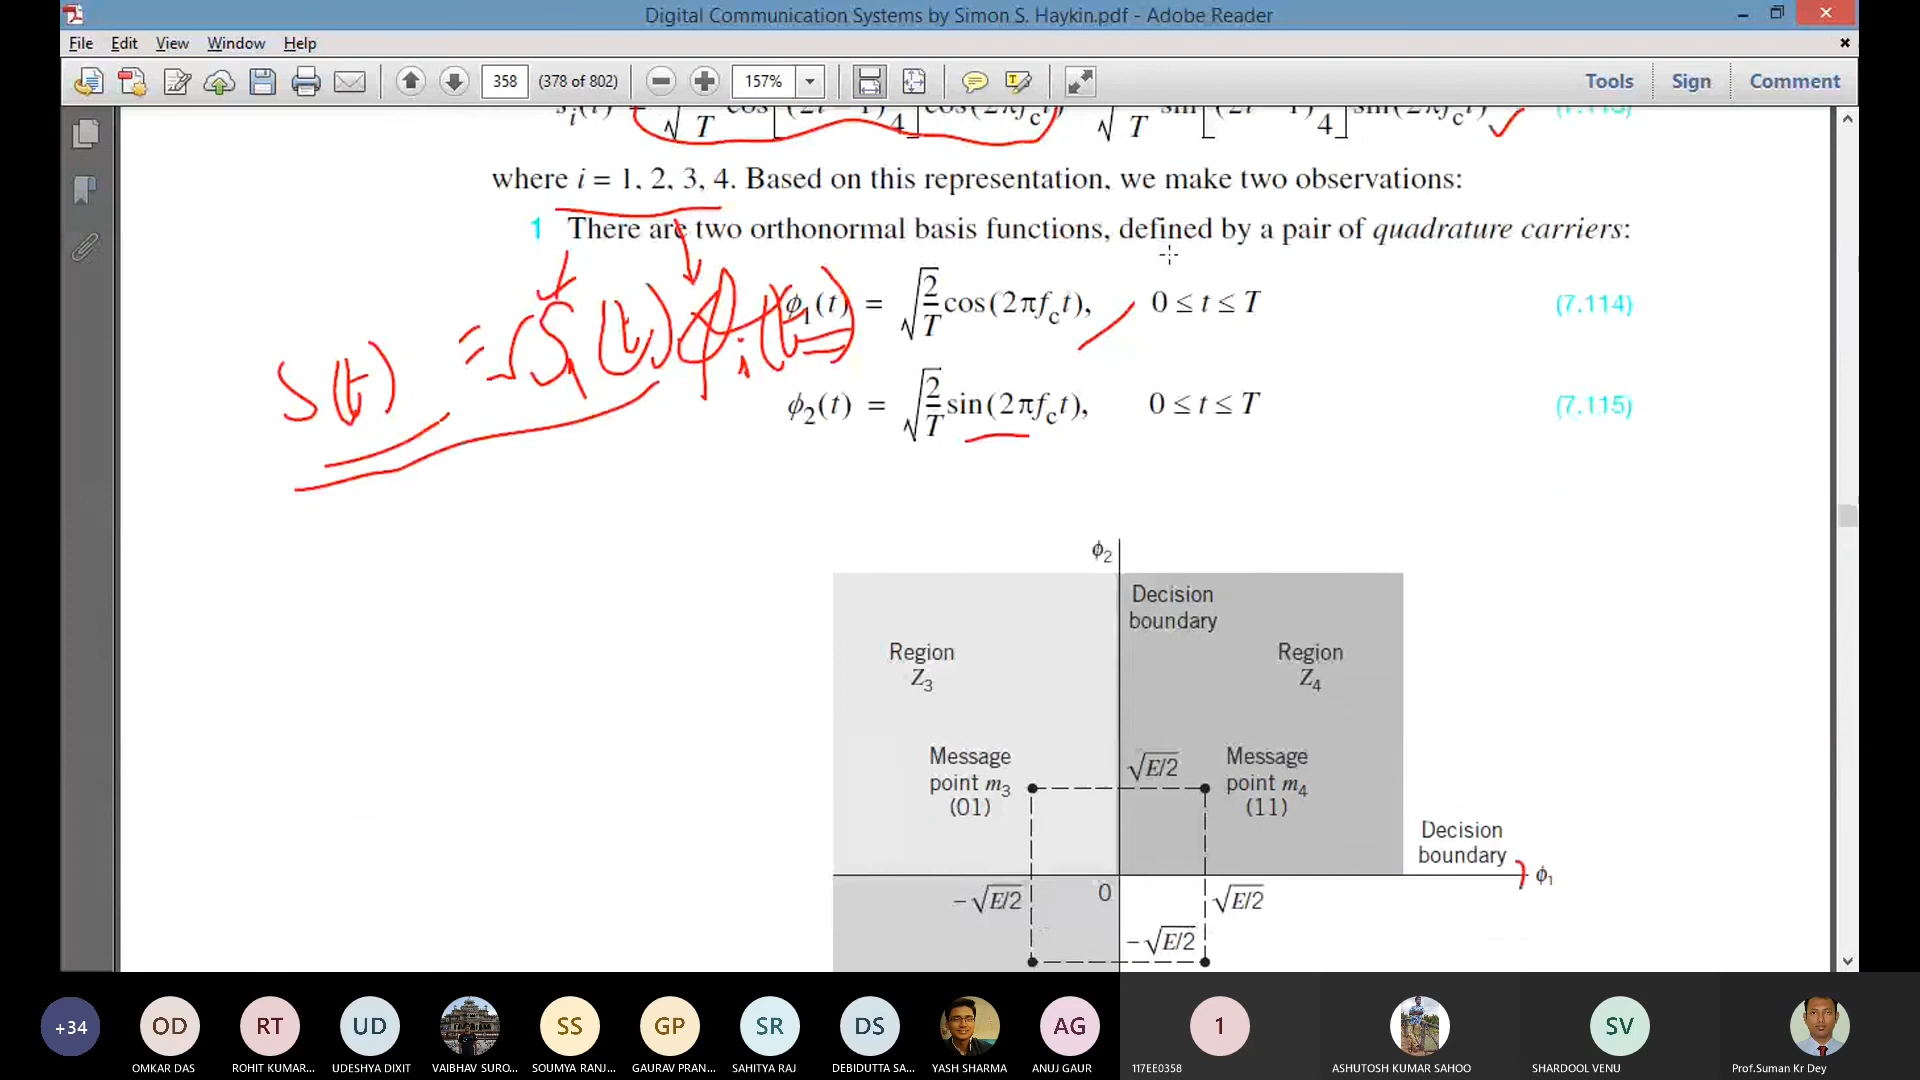 Digital Communication Systems by Simon S. Haykin.pdf - Adobe Reader
File Edit View Window Help
358 (378 of 802) 157% Tools Sign Comment
where i = 1, 2, 3, 4. Based on this representation, we make two observations:
1 There are two orthonormal basis functions, defined by a pair of quadrature carriers:
ϕ₁(t) = √(2/T) cos(2πf_c t), 0 ≤ t ≤ T (7.114)
ϕ₂(t) = √(2/T) sin(2πf_c t), 0 ≤ t ≤ T (7.115)
S(t)
ϕ₂
Decision
boundary
Region
Z₃
Region
Z₄
Message
point m₃
(01)
√E/2
Message
point m₄
(11)
Decision
boundary
ϕ₁
−√E/2
0
√E/2
−√E/2
+34
OD
RT
UD
SS
GP
SR
DS
AG
1
SV
OMKAR DAS
ROHIT KUMAR...
UDESHYA DIXIT
VAIBHAV SURO...
SOUMYA RANJ...
GAURAV PRAN...
SAHITYA RAJ
DEBIDUTTA SA...
YASH SHARMA
ANUJ GAUR
117EE0358
ASHUTOSH KUMAR SAHOO
SHARDOOL VENU
Prof.Suman Kr Dey